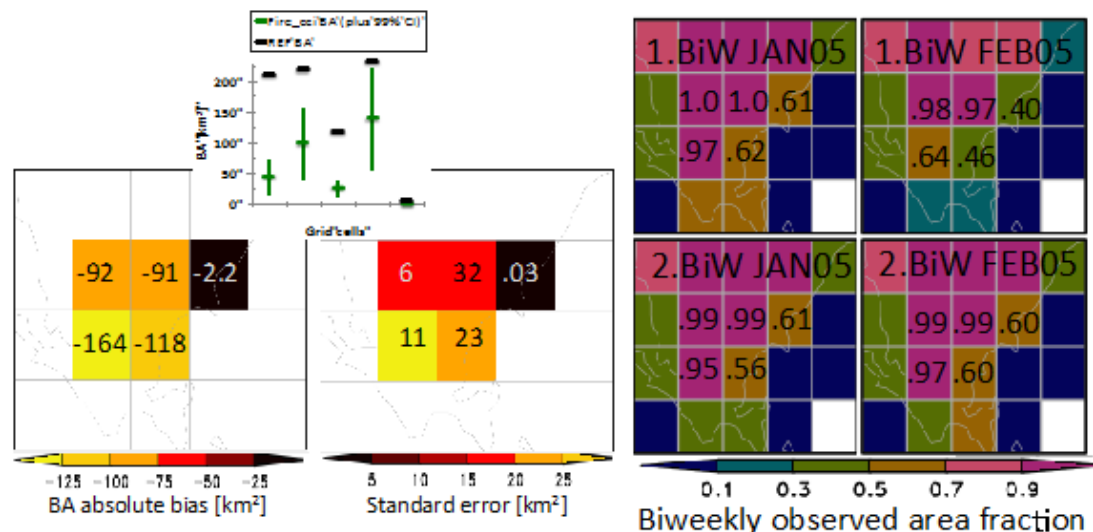 Fire_cci"BA"(plus"99%"CI)"
REF"BA"
200"
150"
100"
50"
0"
BA"[km²]"
Grid"cells"
-92 -91 -2.2
-164 -118
-125 -100 -75 -50 -25
BA absolute bias [km²]
6 32 .03
11 23
5 10 15 20 25
Standard error [km²]
1.BiW JAN05
1.0 1.0 .61
.97 .62
1.BiW FEB05
.98 .97 .40
.64 .46
2.BiW JAN05
.99 .99 .61
.95 .56
2.BiW FEB05
.99 .99 .60
.97 .60
0.1 0.3 0.5 0.7 0.9
Biweekly observed area fraction